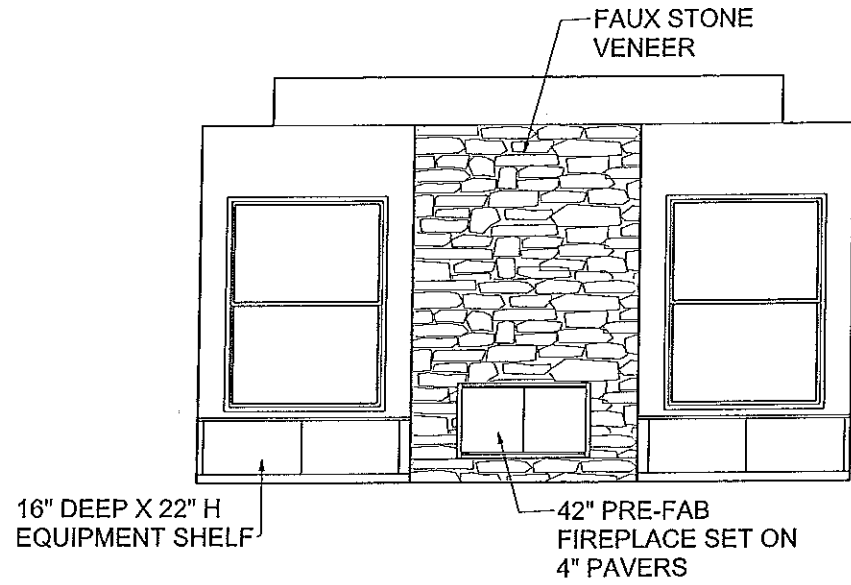 FAUX STONE
VENEER
16" DEEP X 22" H
EQUIPMENT SHELF
42" PRE-FAB
FIREPLACE SET ON
4" PAVERS